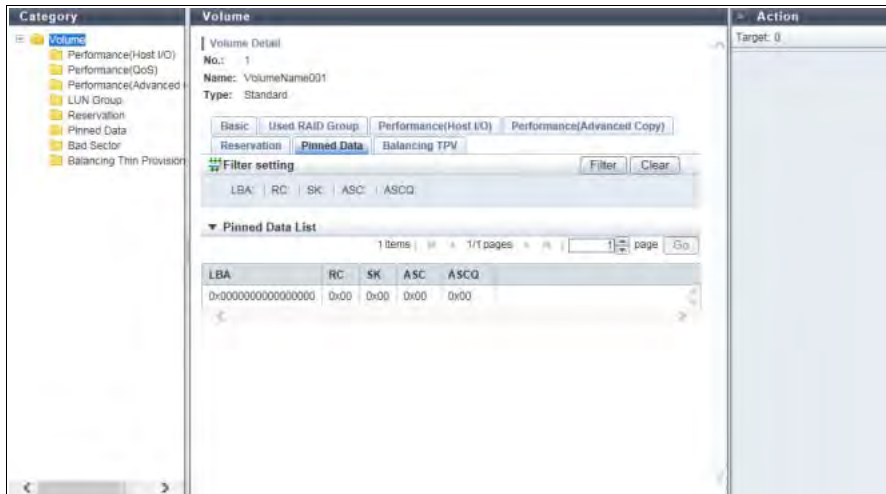 Category
Volume
Performance(Host I/O)
Performance(QoS)
Performance(Advanced
LUN Group
Reservation
Pinned Data
Bad Sector
Balancing Thin Provision
Volume
Volume Detail
No.: 1
Name: VolumeName001
Type: Standard
Basic Used RAID Group Performance(Host I/O) Performance(Advanced Copy)
Reservation Pinned Data Balancing TPV
Filter setting Filter Clear
LBA: | RC: | SK: | ASC: | ASCQ:
Pinned Data List
1 items | 1/1 pages | 1 page Go
LBA RC SK ASC ASCQ
0x0000000000000000 0x00 0x00 0x00 0x00
Action
Target: 0